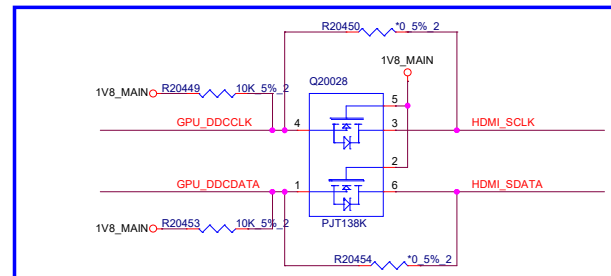 R20450 *0_5%_2
1V8_MAIN
Q20028
1V8_MAIN R20449 10K_5%_2
5
GPU_DDCCLK 4 3 HDMI_SCLK
2
GPU_DDCDATA 1 6 HDMI_SDATA
R20453 10K_5%_2 PJT138K
1V8_MAIN
R20454 *0_5%_2